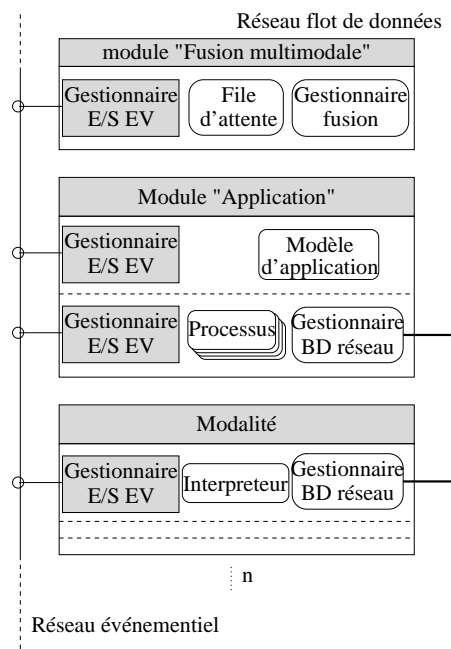 Réseau flot de données
module "Fusion multimodale"
Gestionnaire
E/S EV
File
d'attente
Gestionnaire
fusion
Module "Application"
Gestionnaire
E/S EV
Modèle
d'application
Gestionnaire
E/S EV
Processus
Gestionnaire
BD réseau
Modalité
Gestionnaire
E/S EV
Interpreteur
Gestionnaire
BD réseau
n
Réseau événementiel